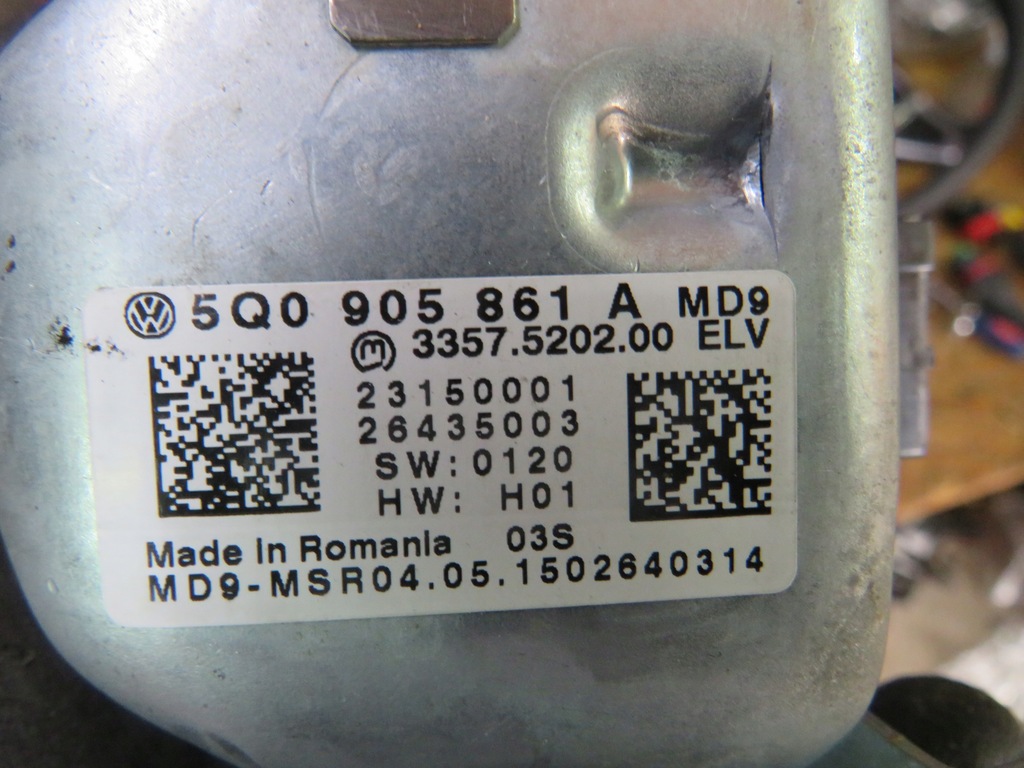 5Q0 905 861 A MD9
3357.5202.00 ELV
23150001
26435003
SW: 0120
HW: H01
Made in Romania 03S
MD9-MSR04.05.1502640314